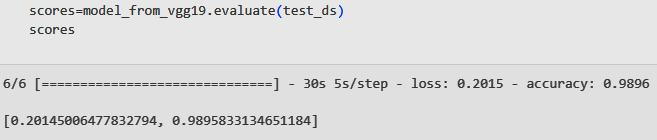 scores=model_from_vgg19.evaluate(test_ds)
scores
6/6 [==============================] - 30s 5s/step - loss: 0.2015 - accuracy: 0.9896
[0.20145006477832794, 0.9895833134651184]